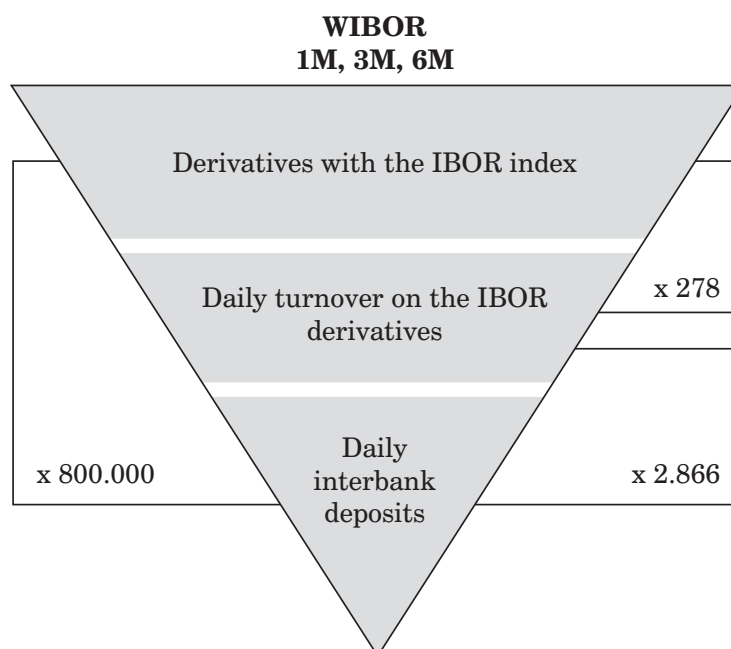 WIBOR
1M, 3M, 6M
Derivatives with the IBOR index
x 278
Daily turnover on the IBOR
derivatives
Daily
interbank
deposits
x 800.000
x 2.866